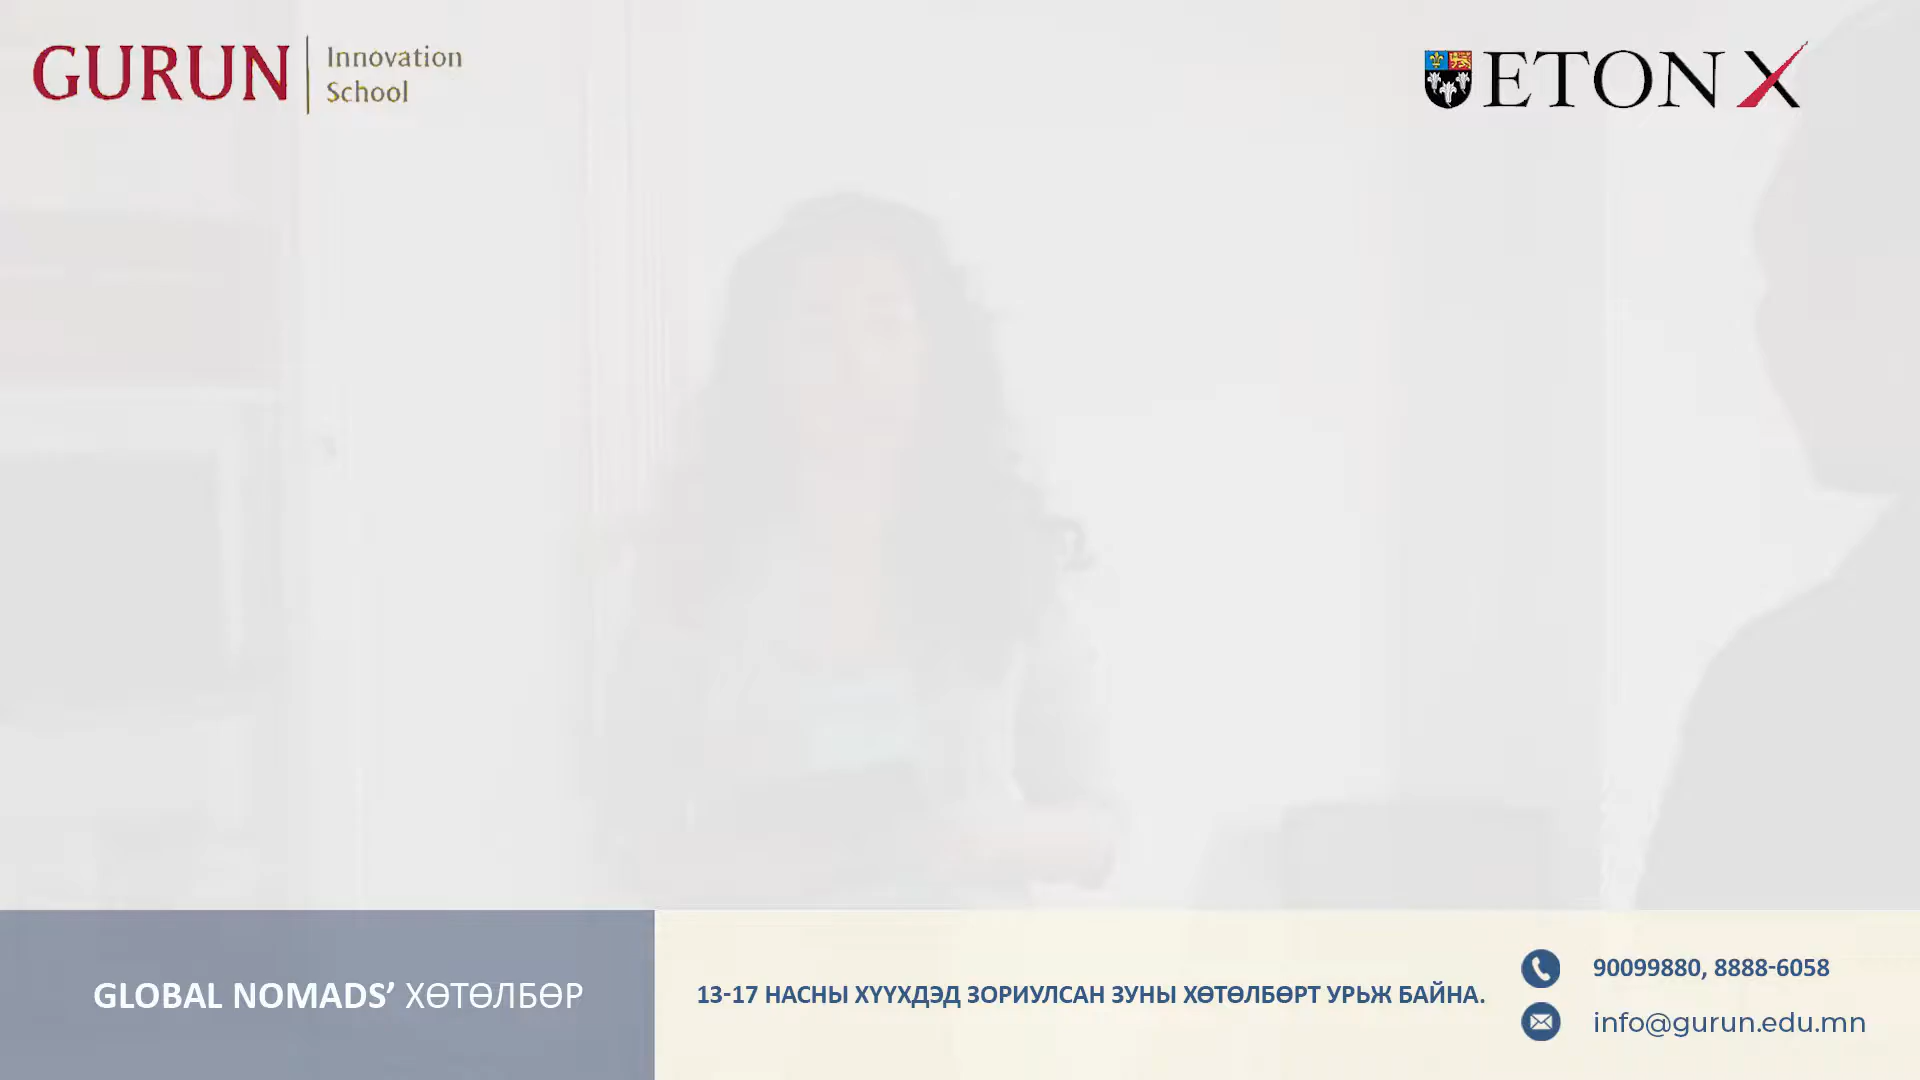 GURUN
Innovation
School
ETON X
GLOBAL NOMADS’ ХӨТӨЛБӨР
13-17 НАСНЫ ХҮҮХДЭД ЗОРИУЛСАН ЗУНЫ ХӨТӨЛБӨРТ УРЬЖ БАЙНА.
90099880, 8888-6058
info@gurun.edu.mn